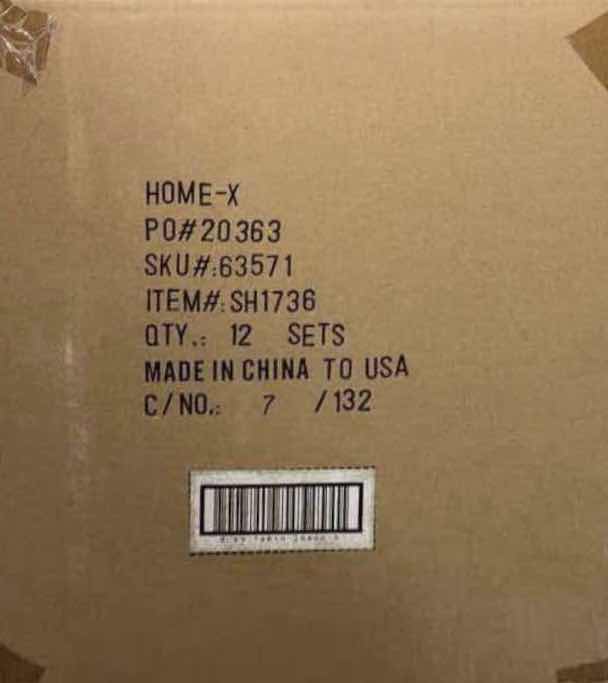 HOME-X
PO#20363
SKU#:63571
ITEM#:SH1736
QTY.: 12 SETS
MADE IN CHINA TO USA
C/NO.: 7 /132